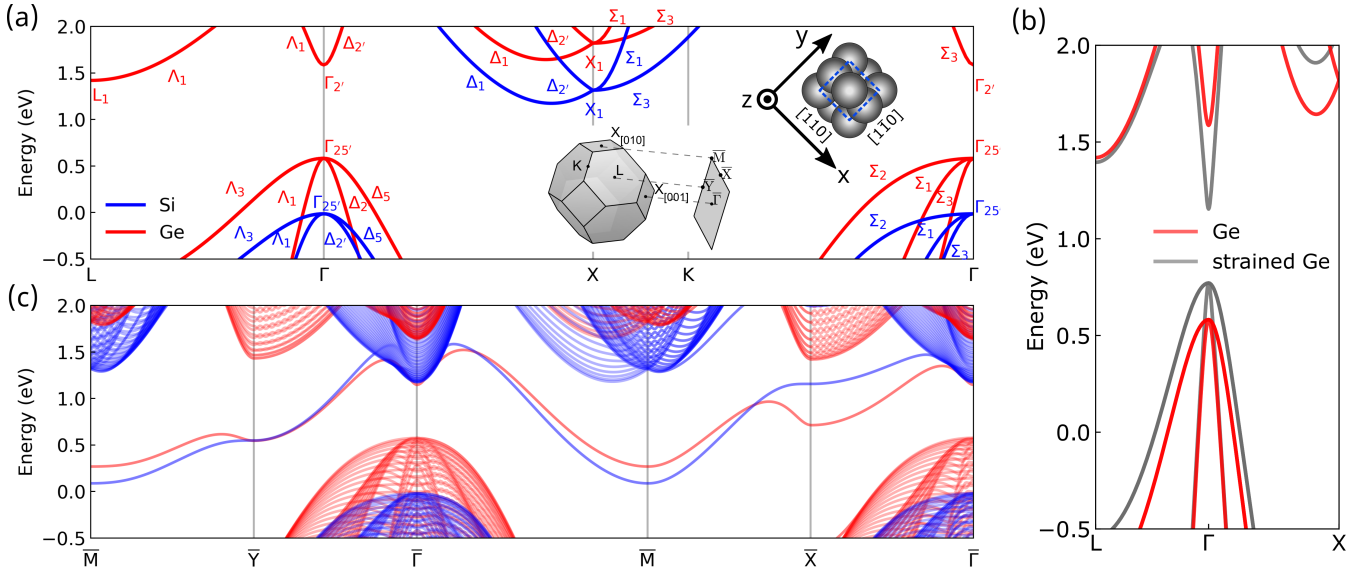 (a)
Energy (eV)
2.0
1.5
1.0
0.5
0.0
−0.5
L₁
Λ₁
Λ₁
Δ₂′
Γ₂′
Γ₂₅′
Λ₃
Λ₁
Δ₂
Δ₅
Si
Ge
Γ₂₅′
Λ₃
Λ₁
Δ₂′
Δ₅
Σ₁
Σ₃
Δ₂′
Δ₁
X₁
Σ₁
Δ₁
Δ₂′
Σ₃
X₁
X[010]
K
L
X[001]
M̅
X̅
Y̅
Γ̅
y
z
x
[110]
[11̅0]
Σ₃
Γ₂′
Γ₂₅
Σ₂
Σ₁
Σ₃
Γ₂₅
Σ₂
Σ₁
Σ₃
L Γ X K Γ
(b)
Energy (eV)
2.0
1.5
1.0
0.5
0.0
−0.5
Ge
strained Ge
L Γ X
(c)
Energy (eV)
2.0
1.5
1.0
0.5
0.0
−0.5
M̅ Y̅ Γ̅ M̅ X̅ Γ̅